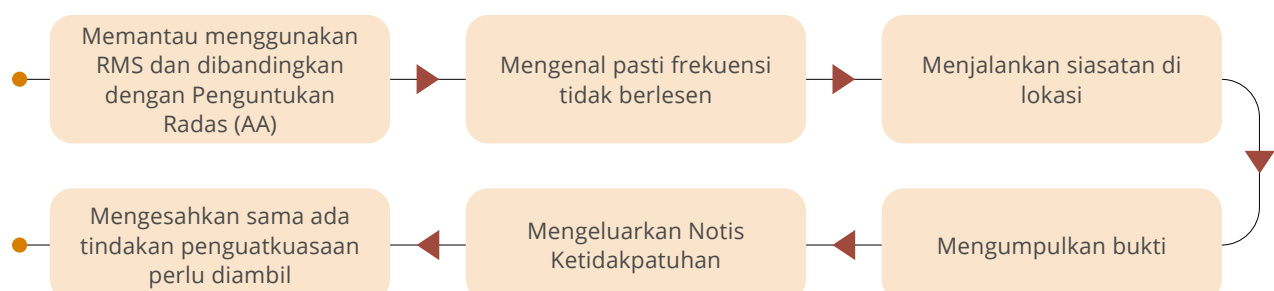 Memantau menggunakan
RMS dan dibandingkan
dengan Penguntukan
Radas (AA)
Mengenal pasti frekuensi
tidak berlesen
Menjalankan siasatan di
lokasi
Mengumpulkan bukti
Mengeluarkan Notis
Ketidakpatuhan
Mengesahkan sama ada
tindakan penguatkuasaan
perlu diambil